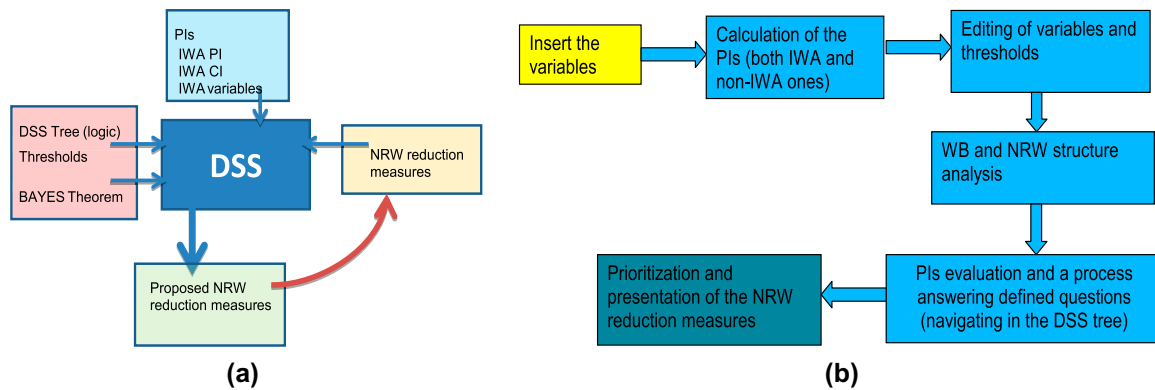 PIs
IWA PI
IWA CI
IWA variables
DSS Tree (logic)
Thresholds
BAYES Theorem
DSS
NRW reduction
measures
Proposed NRW
reduction measures
(a)
Insert the
variables
Calculation of the
PIs (both IWA and
non-IWA ones)
Editing of variables and
thresholds
WB and NRW structure
analysis
PIs evaluation and a process
answering defined questions
(navigating in the DSS tree)
Prioritization and
presentation of the NRW
reduction measures
(b)